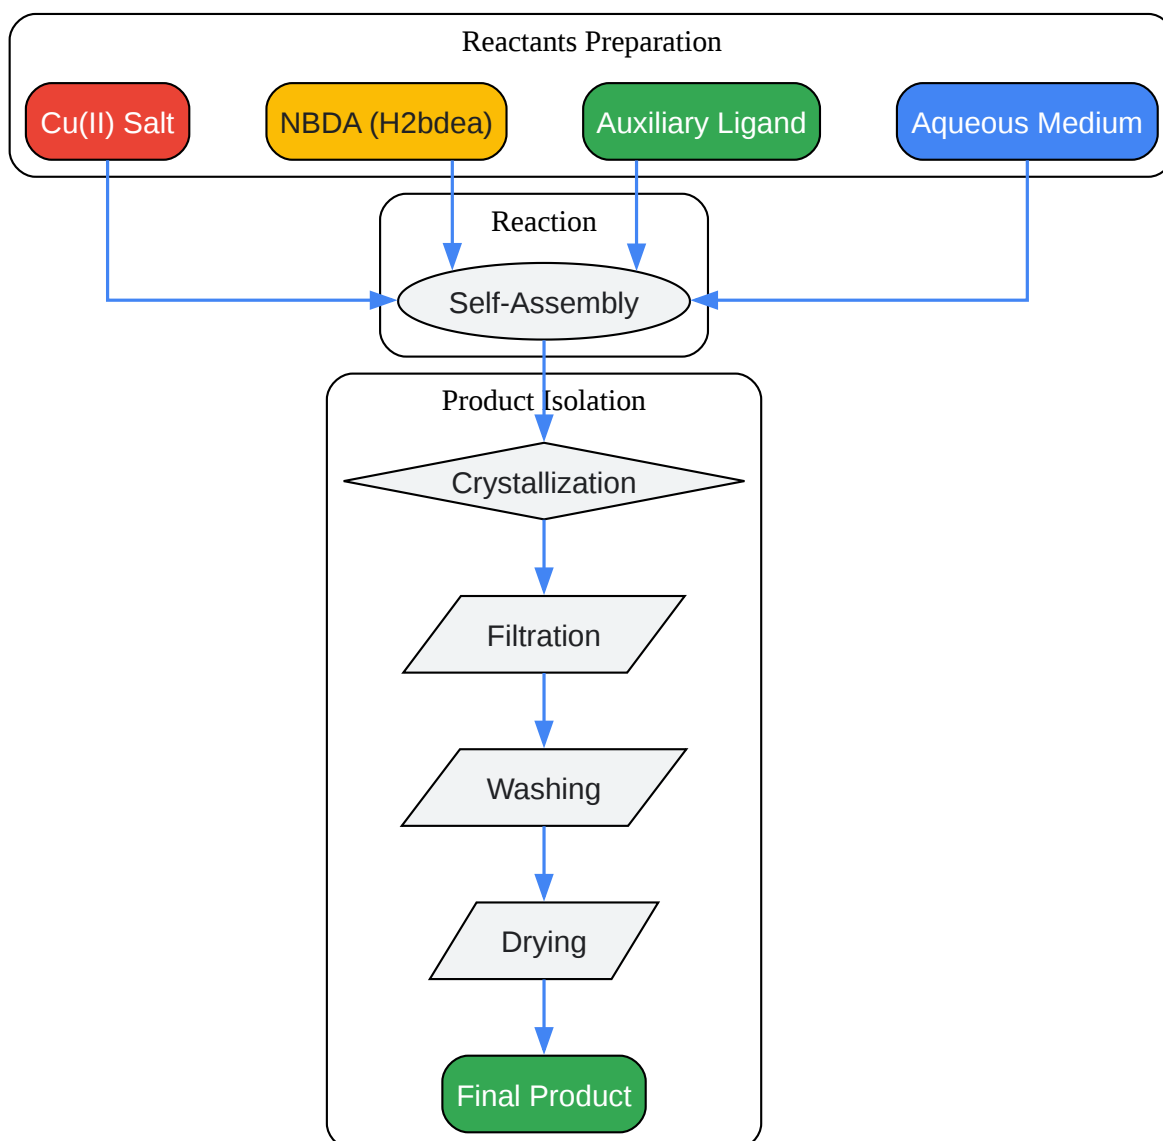 Reactants Preparation
Cu(II) Salt
NBDA (H2bdea)
Auxiliary Ligand
Aqueous Medium
Reaction
Self-Assembly
Product Isolation
Crystallization
Filtration
Washing
Drying
Final Product